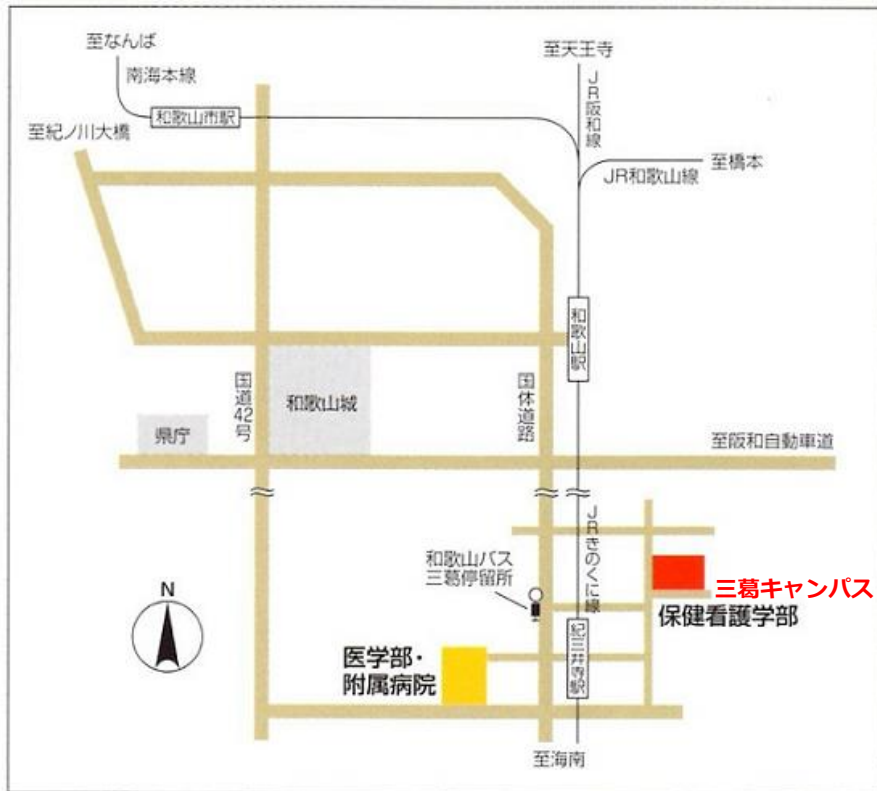 至なんば
南海本線
至天王寺
JR阪和線
和歌山市駅
至紀ノ川大橋
至橋本
JR和歌山線
和歌山駅
国道42号
和歌山城
国体道路
県庁
至阪和自動車道
JRきのくに線
和歌山バス
三葛停留所
三葛キャンパス
保健看護学部
N
紀三井寺駅
医学部・
附属病院
至海南